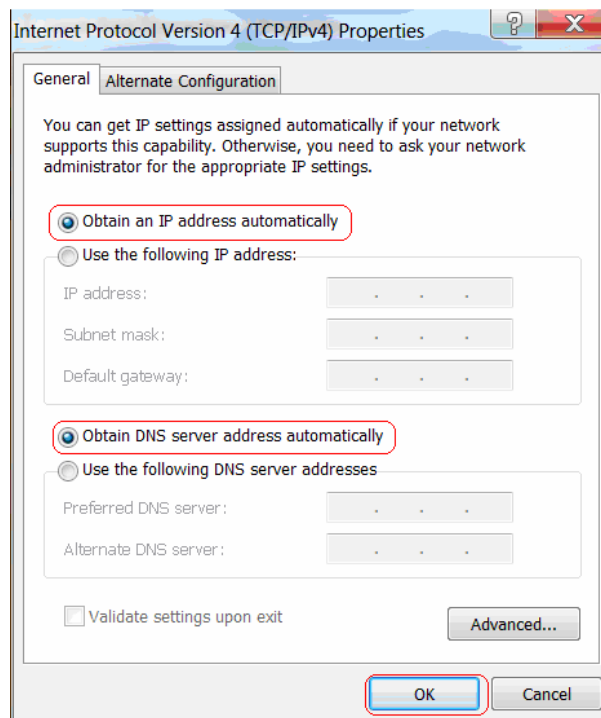 Internet Protocol Version 4 (TCP/IPv4) Properties
General
Alternate Configuration
You can get IP settings assigned automatically if your network
supports this capability. Otherwise, you need to ask your network
administrator for the appropriate IP settings.
Obtain an IP address automatically
Use the following IP address:
IP address:
Subnet mask:
Default gateway:
Obtain DNS server address automatically
Use the following DNS server addresses
Preferred DNS server:
Alternate DNS server:
Validate settings upon exit
Advanced...
OK
Cancel